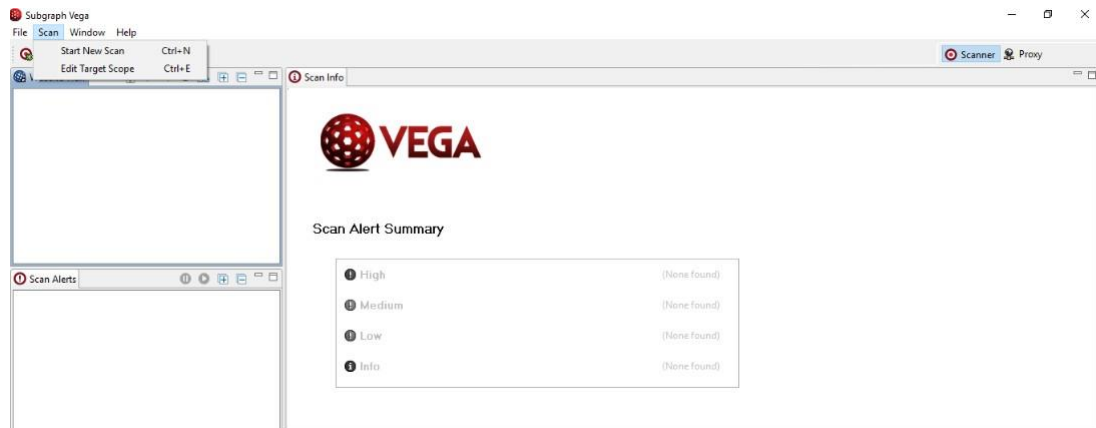 Subgraph Vega
File Scan Window Help
Start New Scan Ctrl+N
Edit Target Scope Ctrl+E
Scanner Proxy
Scan Info
VEGA
Scan Alert Summary
High (None found)
Medium (None found)
Low (None found)
Info (None found)
Scan Alerts